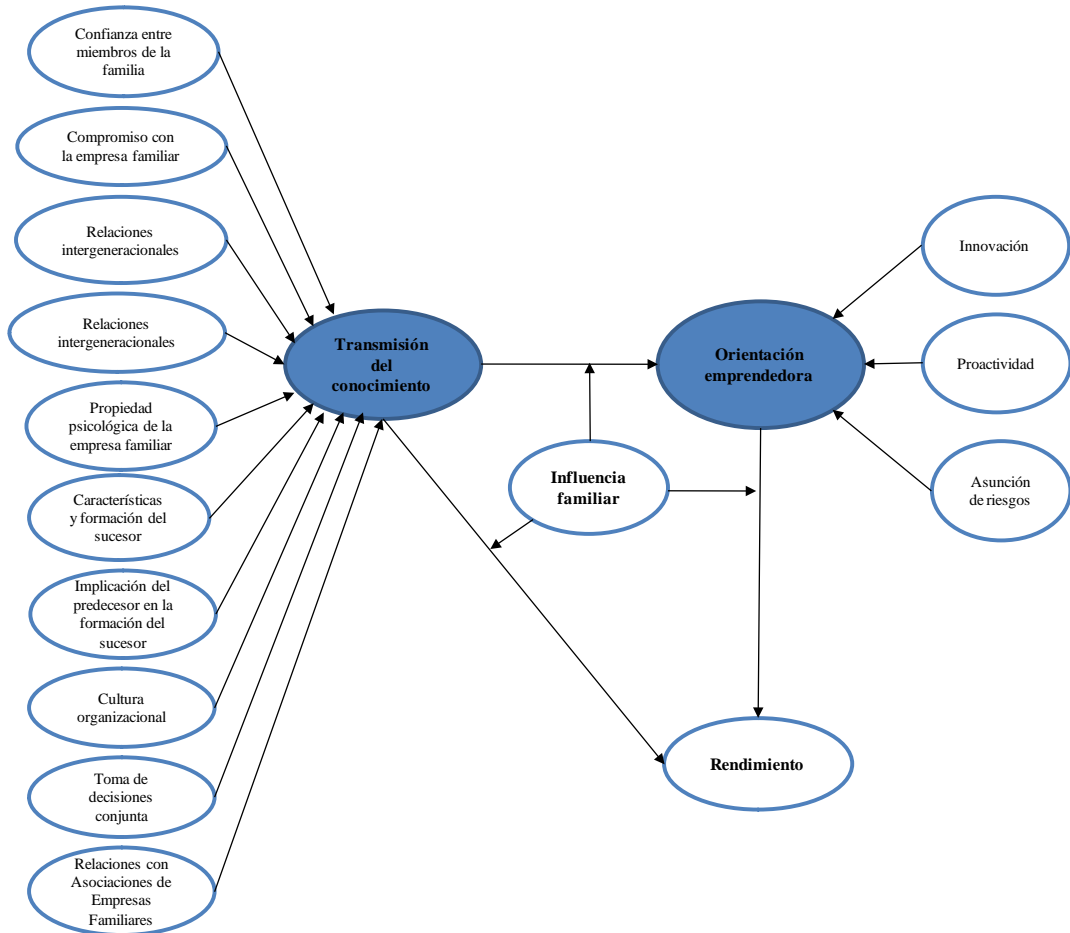 Confianza entre
miembros de la
familia
Compromiso con
la empresa familiar
Relaciones
intergeneracionales
Relaciones
intergeneracionales
Propiedad
psicológica de la
empresa familiar
Características
y formación del
sucesor
Implicación del
predecesor en la
formación del
sucesor
Cultura
organizacional
Toma de
decisiones
conjunta
Relaciones con
Asociaciones de
Empresas
Familiares
Transmisión
del
conocimiento
Influencia
familiar
Orientación
emprendedora
Rendimiento
Innovación
Proactividad
Asunción
de riesgos